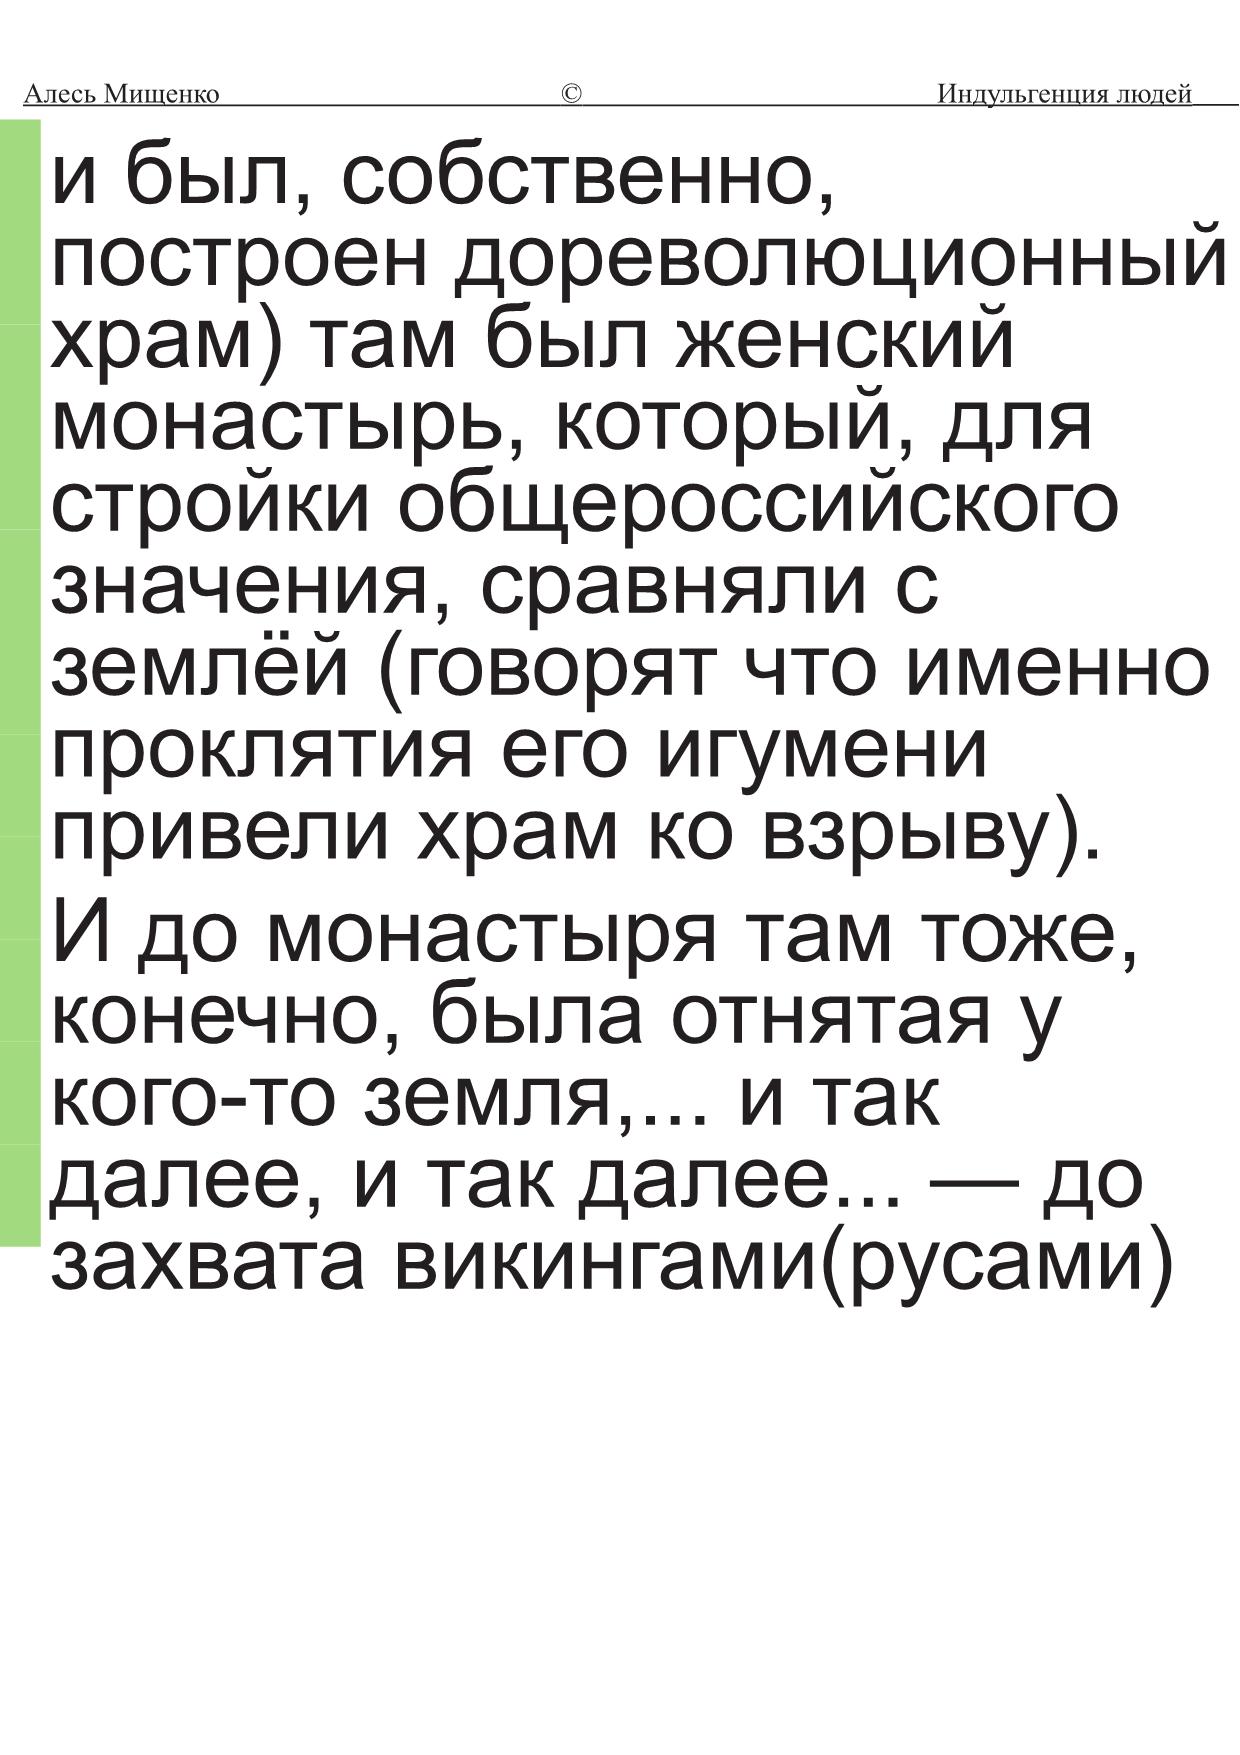 Алесь Мищенко © Индульгенция людей
и был, собственно,
построен дореволюционный
храм) там был женский
монастырь, который, для
стройки общероссийского
значения, сравняли с
землёй (говорят что именно
проклятия его игумени
привели храм ко взрыву).
И до монастыря там тоже,
конечно, была отнятая у
кого-то земля,... и так
далее, и так далее... — до
захвата викингами(русами)